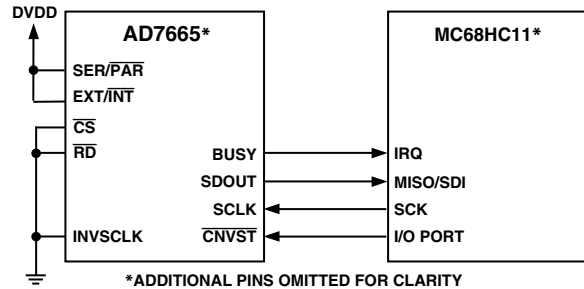 DVDD
AD7665*
MC68HC11*
SER/PAR
EXT/INT
CS
RD
BUSY
IRQ
SDOUT
MISO/SDI
SCLK
SCK
INVSCLK
CNVST
I/O PORT
*ADDITIONAL PINS OMITTED FOR CLARITY